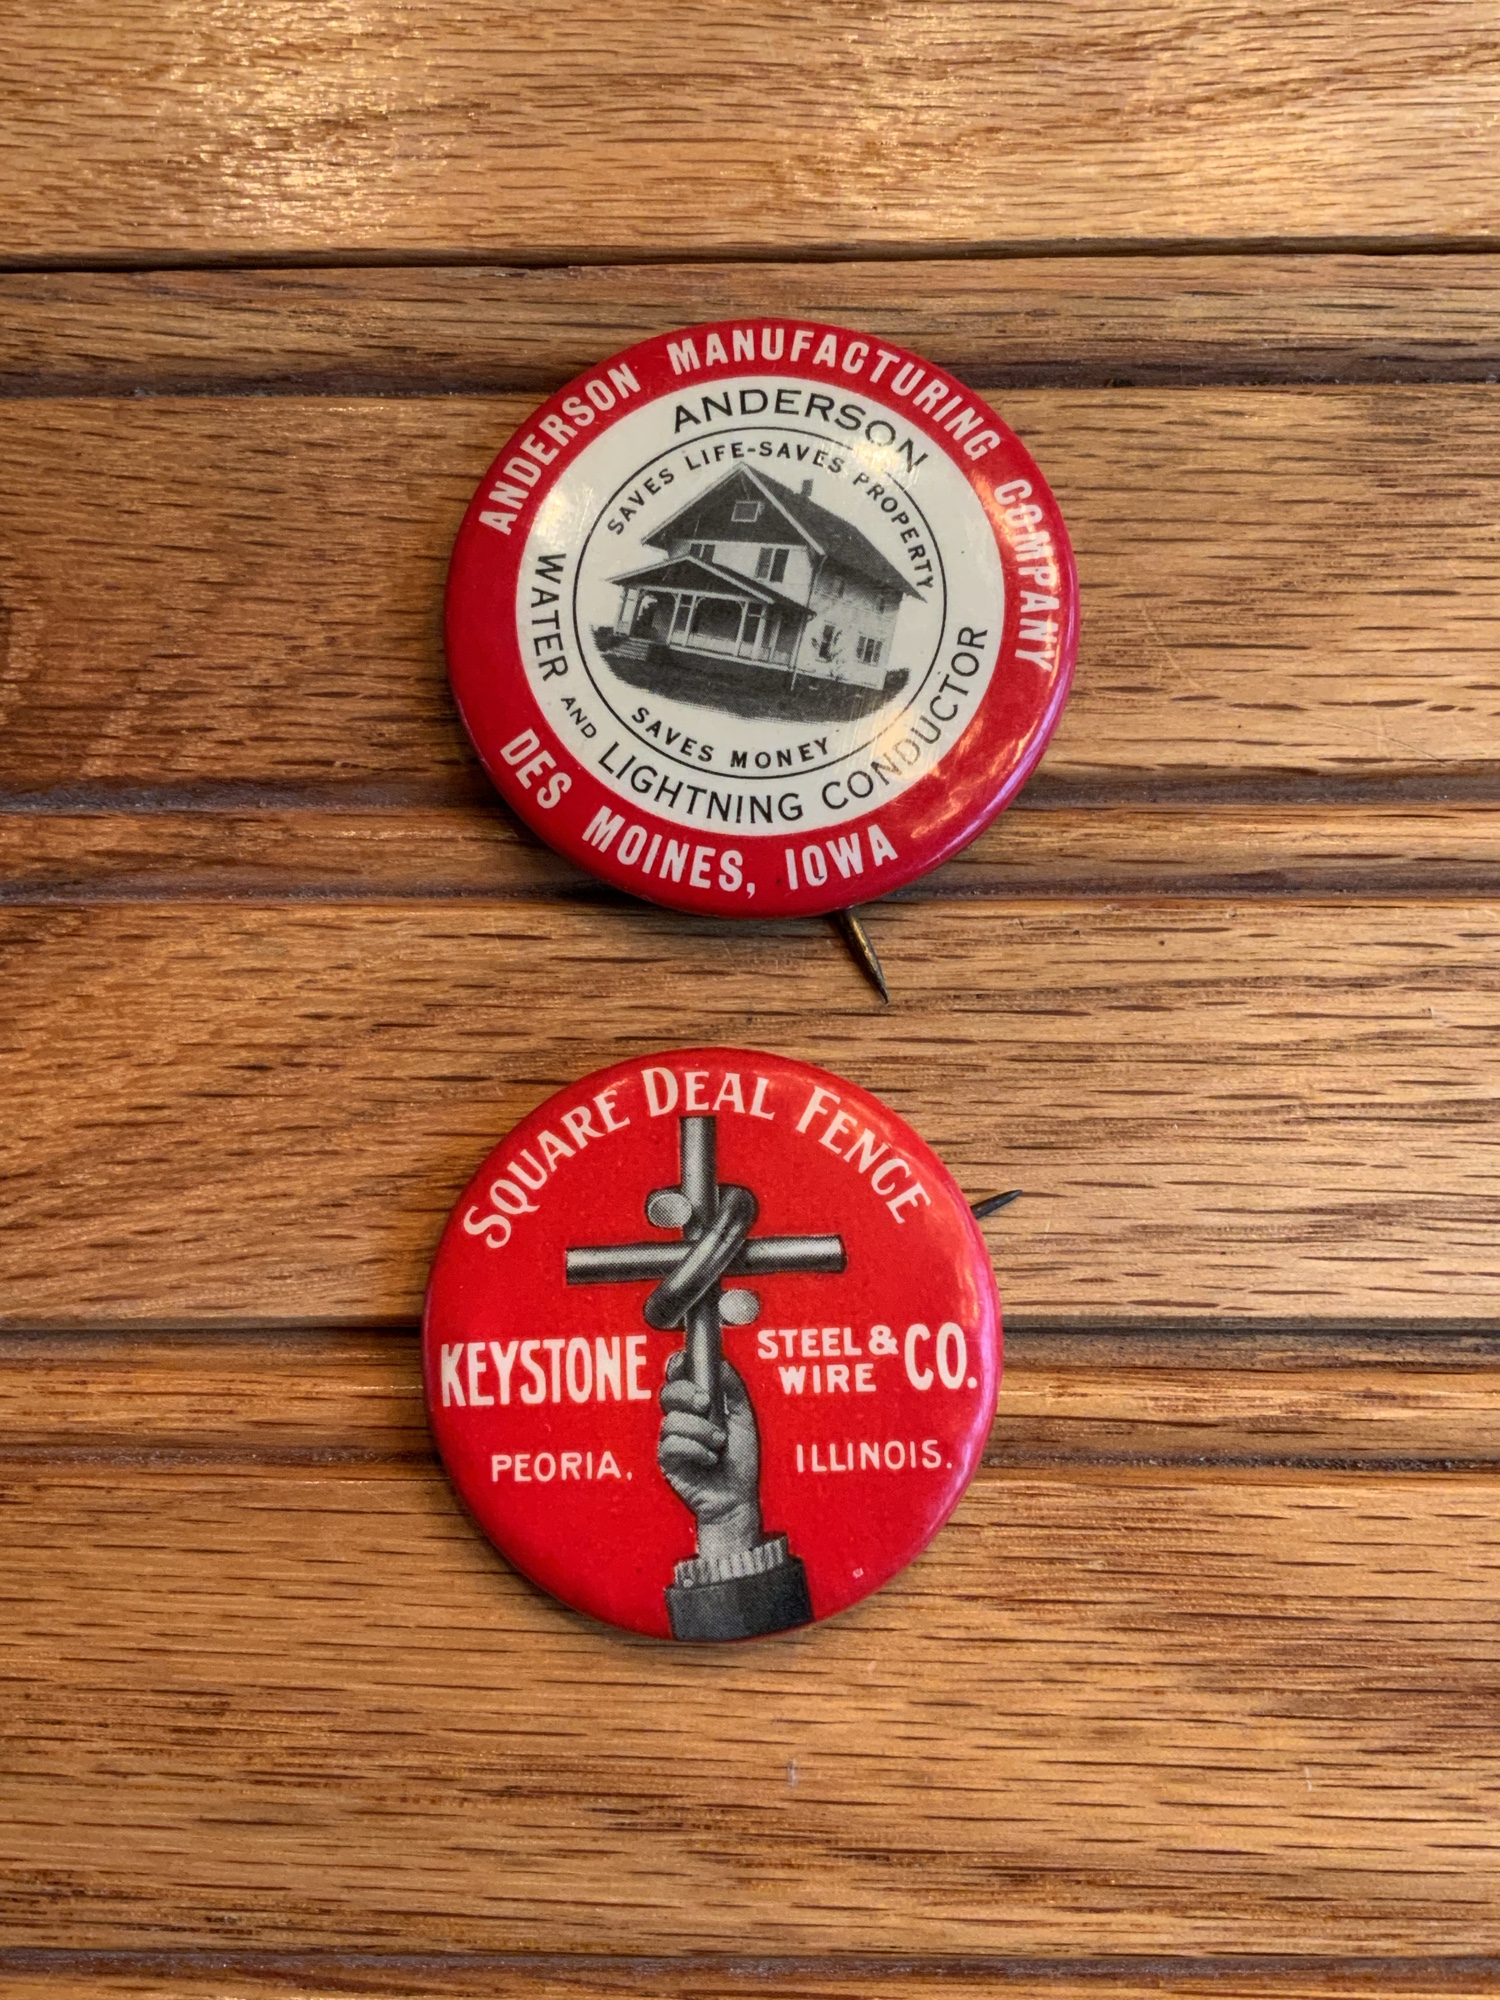 ANDERSON MANUFACTURING COMPANY
ANDERSON
SAVES LIFE-SAVES PROPERTY
SAVES MONEY
WATER AND LIGHTNING CONDUCTOR
DES MOINES, IOWA
SQUARE DEAL FENCE
KEYSTONE STEEL & WIRE CO.
PEORIA, ILLINOIS.